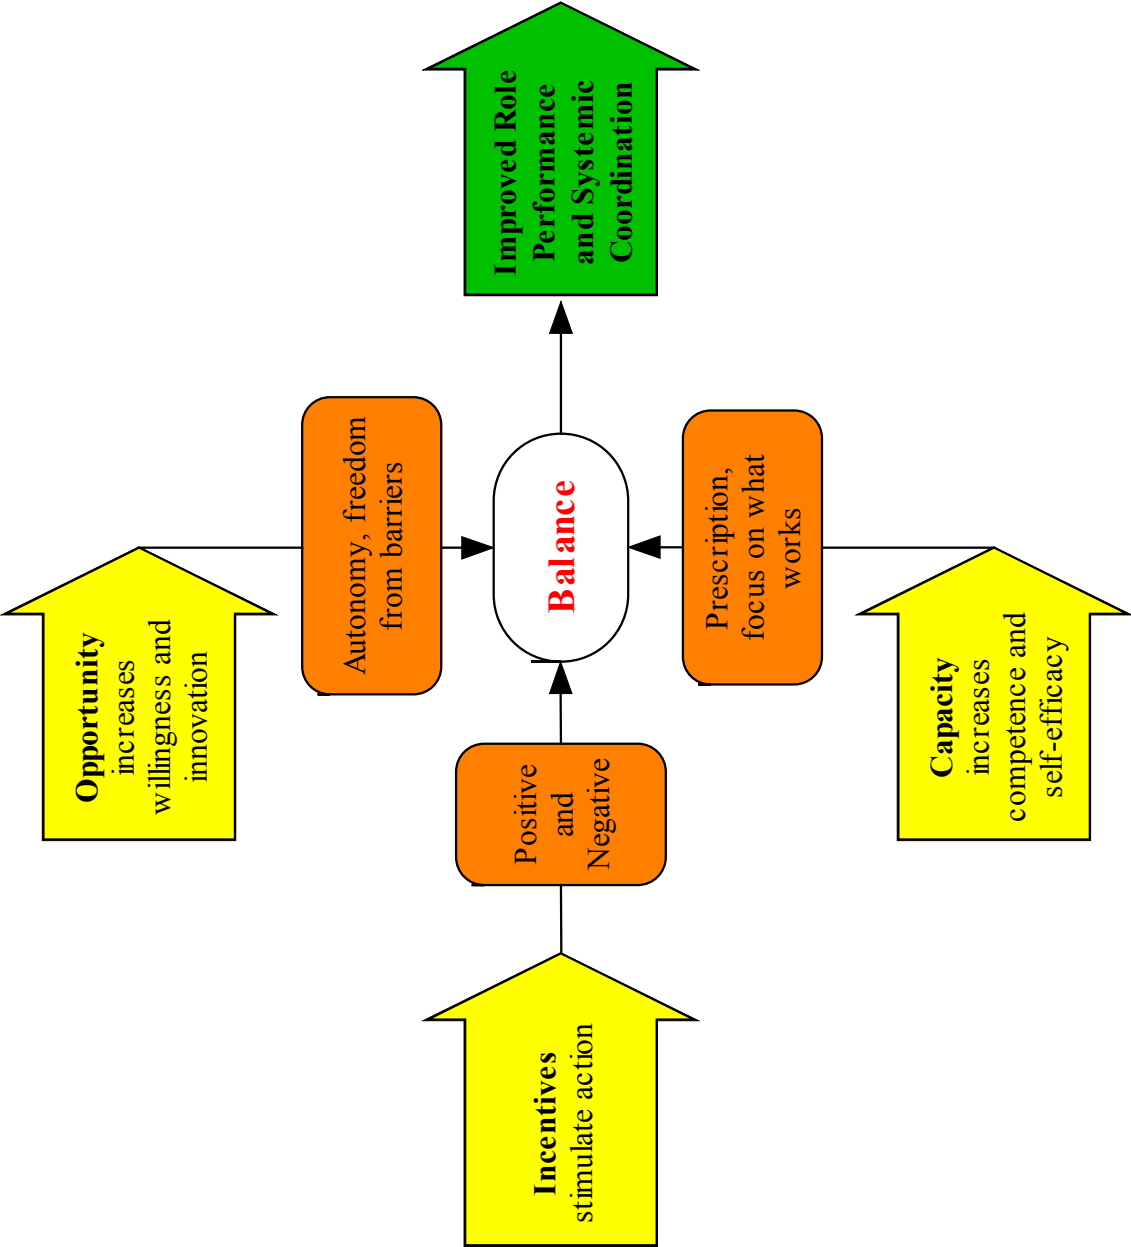 Opportunity
increases
willingness and
innovation
Autonomy, freedom
from barriers
Incentives
stimulate action
Positive
and
Negative
Balance
Improved Role
Performance
and Systemic
Coordination
Prescription,
focus on what
works
Capacity
increases
competence and
self-efficacy